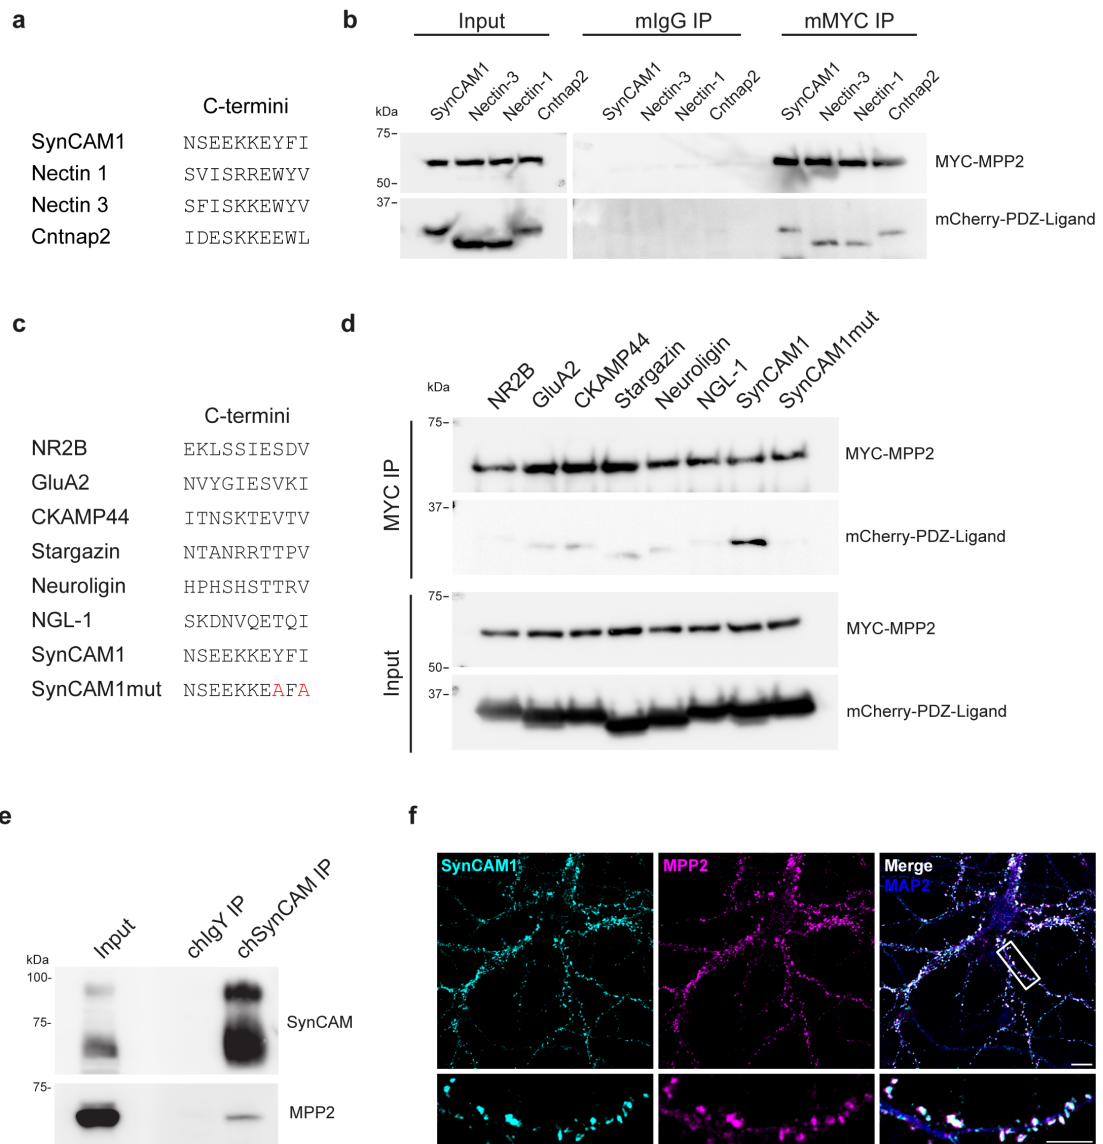 a
C-termini
SynCAM1 NSEEKKEYFI
Nectin 1 SVISRREWYV
Nectin 3 SFISKKEWYV
Cntnap2 IDESKKEEWL
b
Input mIgG IP mMYC IP
SynCAM1 Nectin-3 Nectin-1 Cntnap2 SynCAM1 Nectin-3 Nectin-1 Cntnap2 SynCAM1 Nectin-3 Nectin-1 Cntnap2
kDa
75-
MYC-MPP2
50-
37-
mCherry-PDZ-Ligand
c
C-termini
NR2B EKLSSIESDV
GluA2 NVYGIESVKI
CKAMP44 ITNSKTEVTV
Stargazin NTANRRTTPV
Neuroligin HPHSHSTTRV
NGL-1 SKDNVQETQI
SynCAM1 NSEEKKEYFI
SynCAM1mut NSEEKKEAFA
d
NR2B GluA2 CKAMP44 Stargazin Neuroligin NGL-1 SynCAM1 SynCAM1mut
kDa
75-
MYC-MPP2
MYC IP
37-
mCherry-PDZ-Ligand
75-
MYC-MPP2
Input
50-
37-
mCherry-PDZ-Ligand
e
Input chIgY IP chSynCAM IP
kDa
100-
75-
SynCAM
75-
MPP2
f
SynCAM1 MPP2 Merge
MAP2